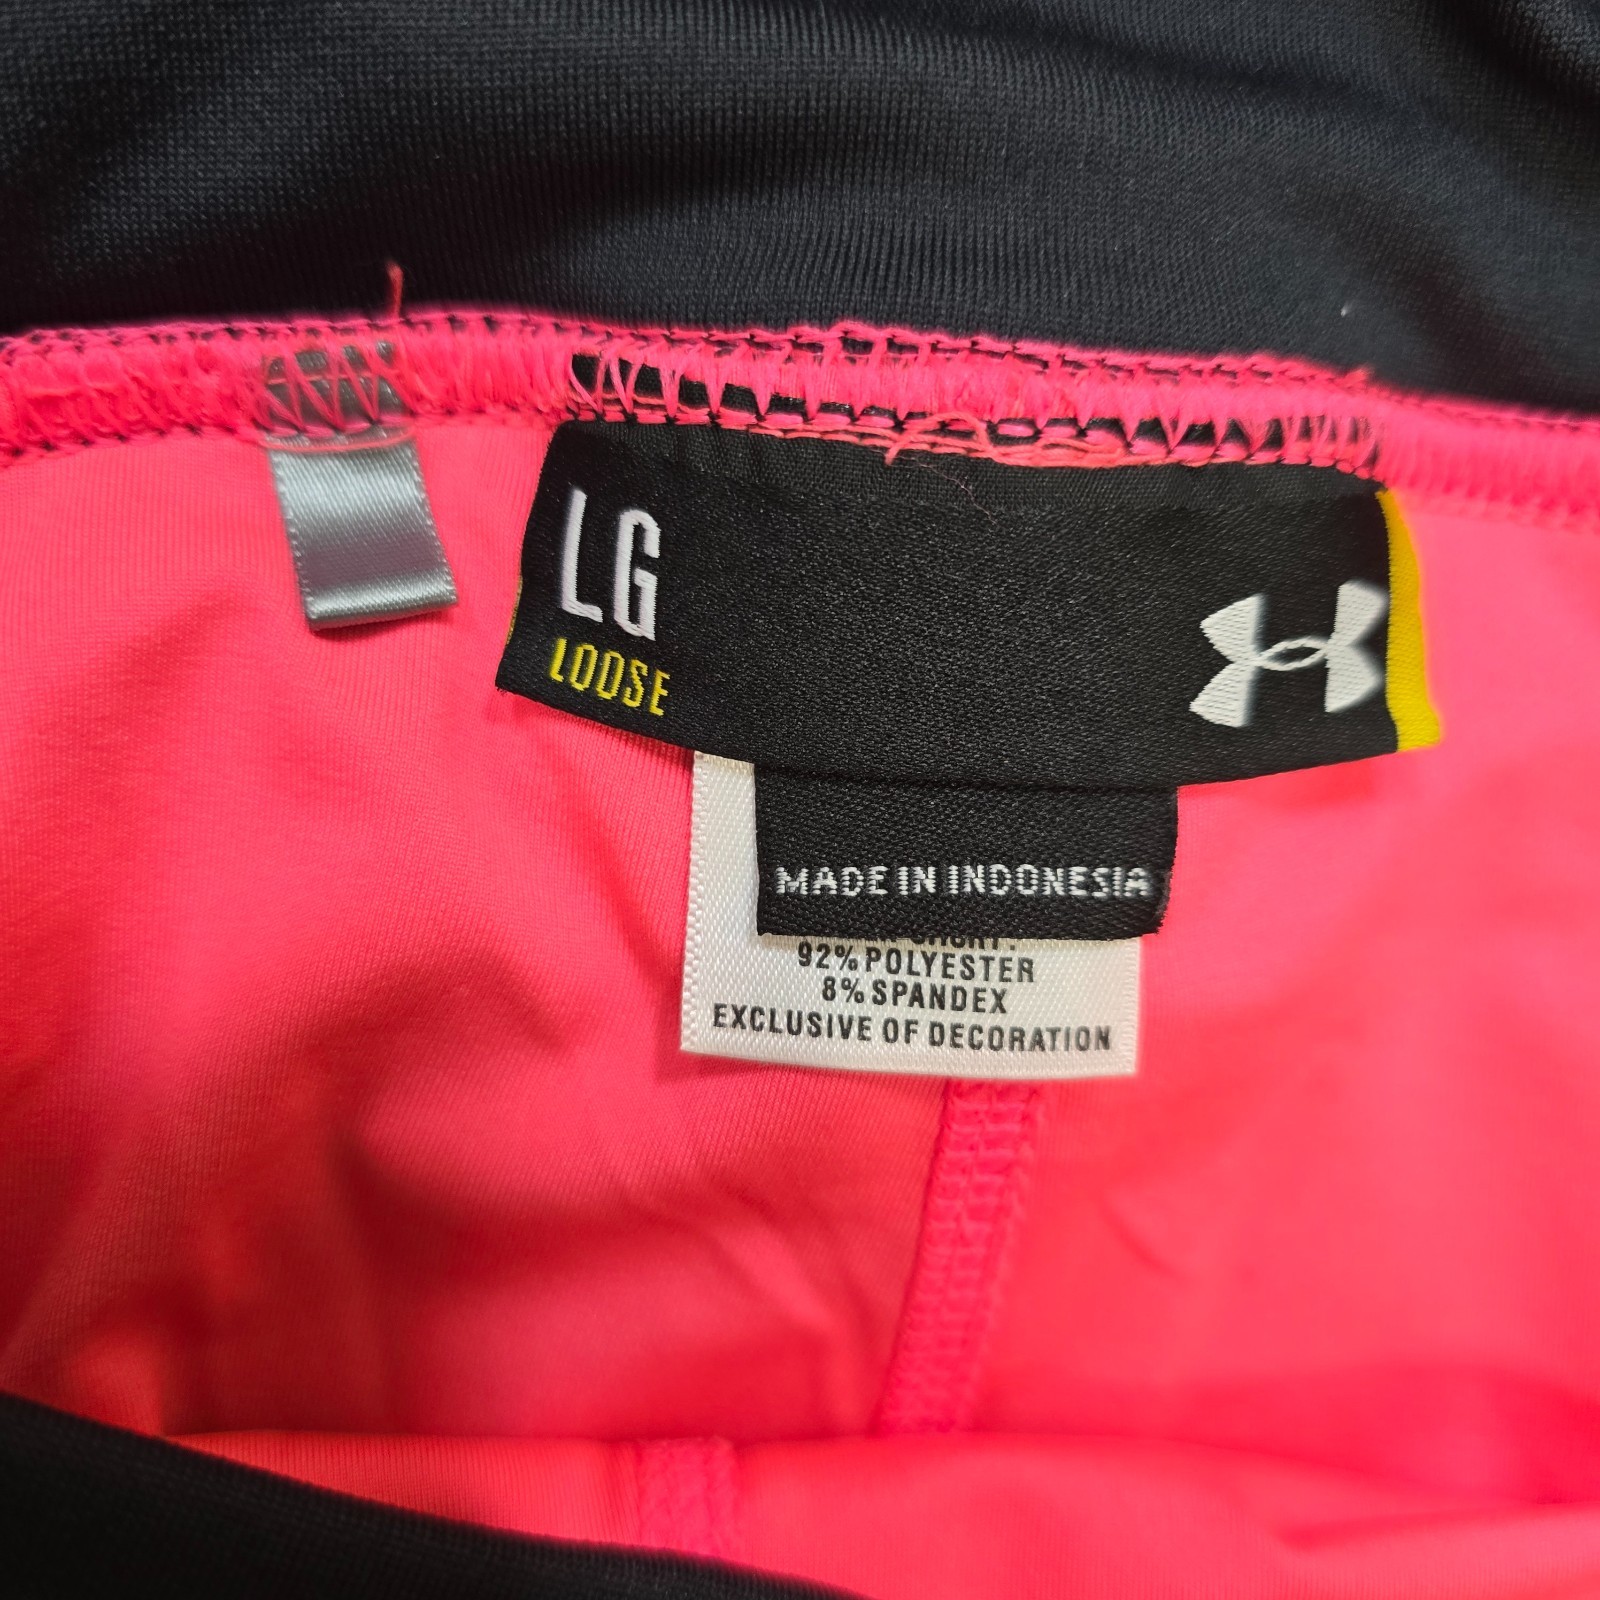 LG
LOOSE
MADE IN INDONESIA
92% POLYESTER
8% SPANDEX
EXCLUSIVE OF DECORATION